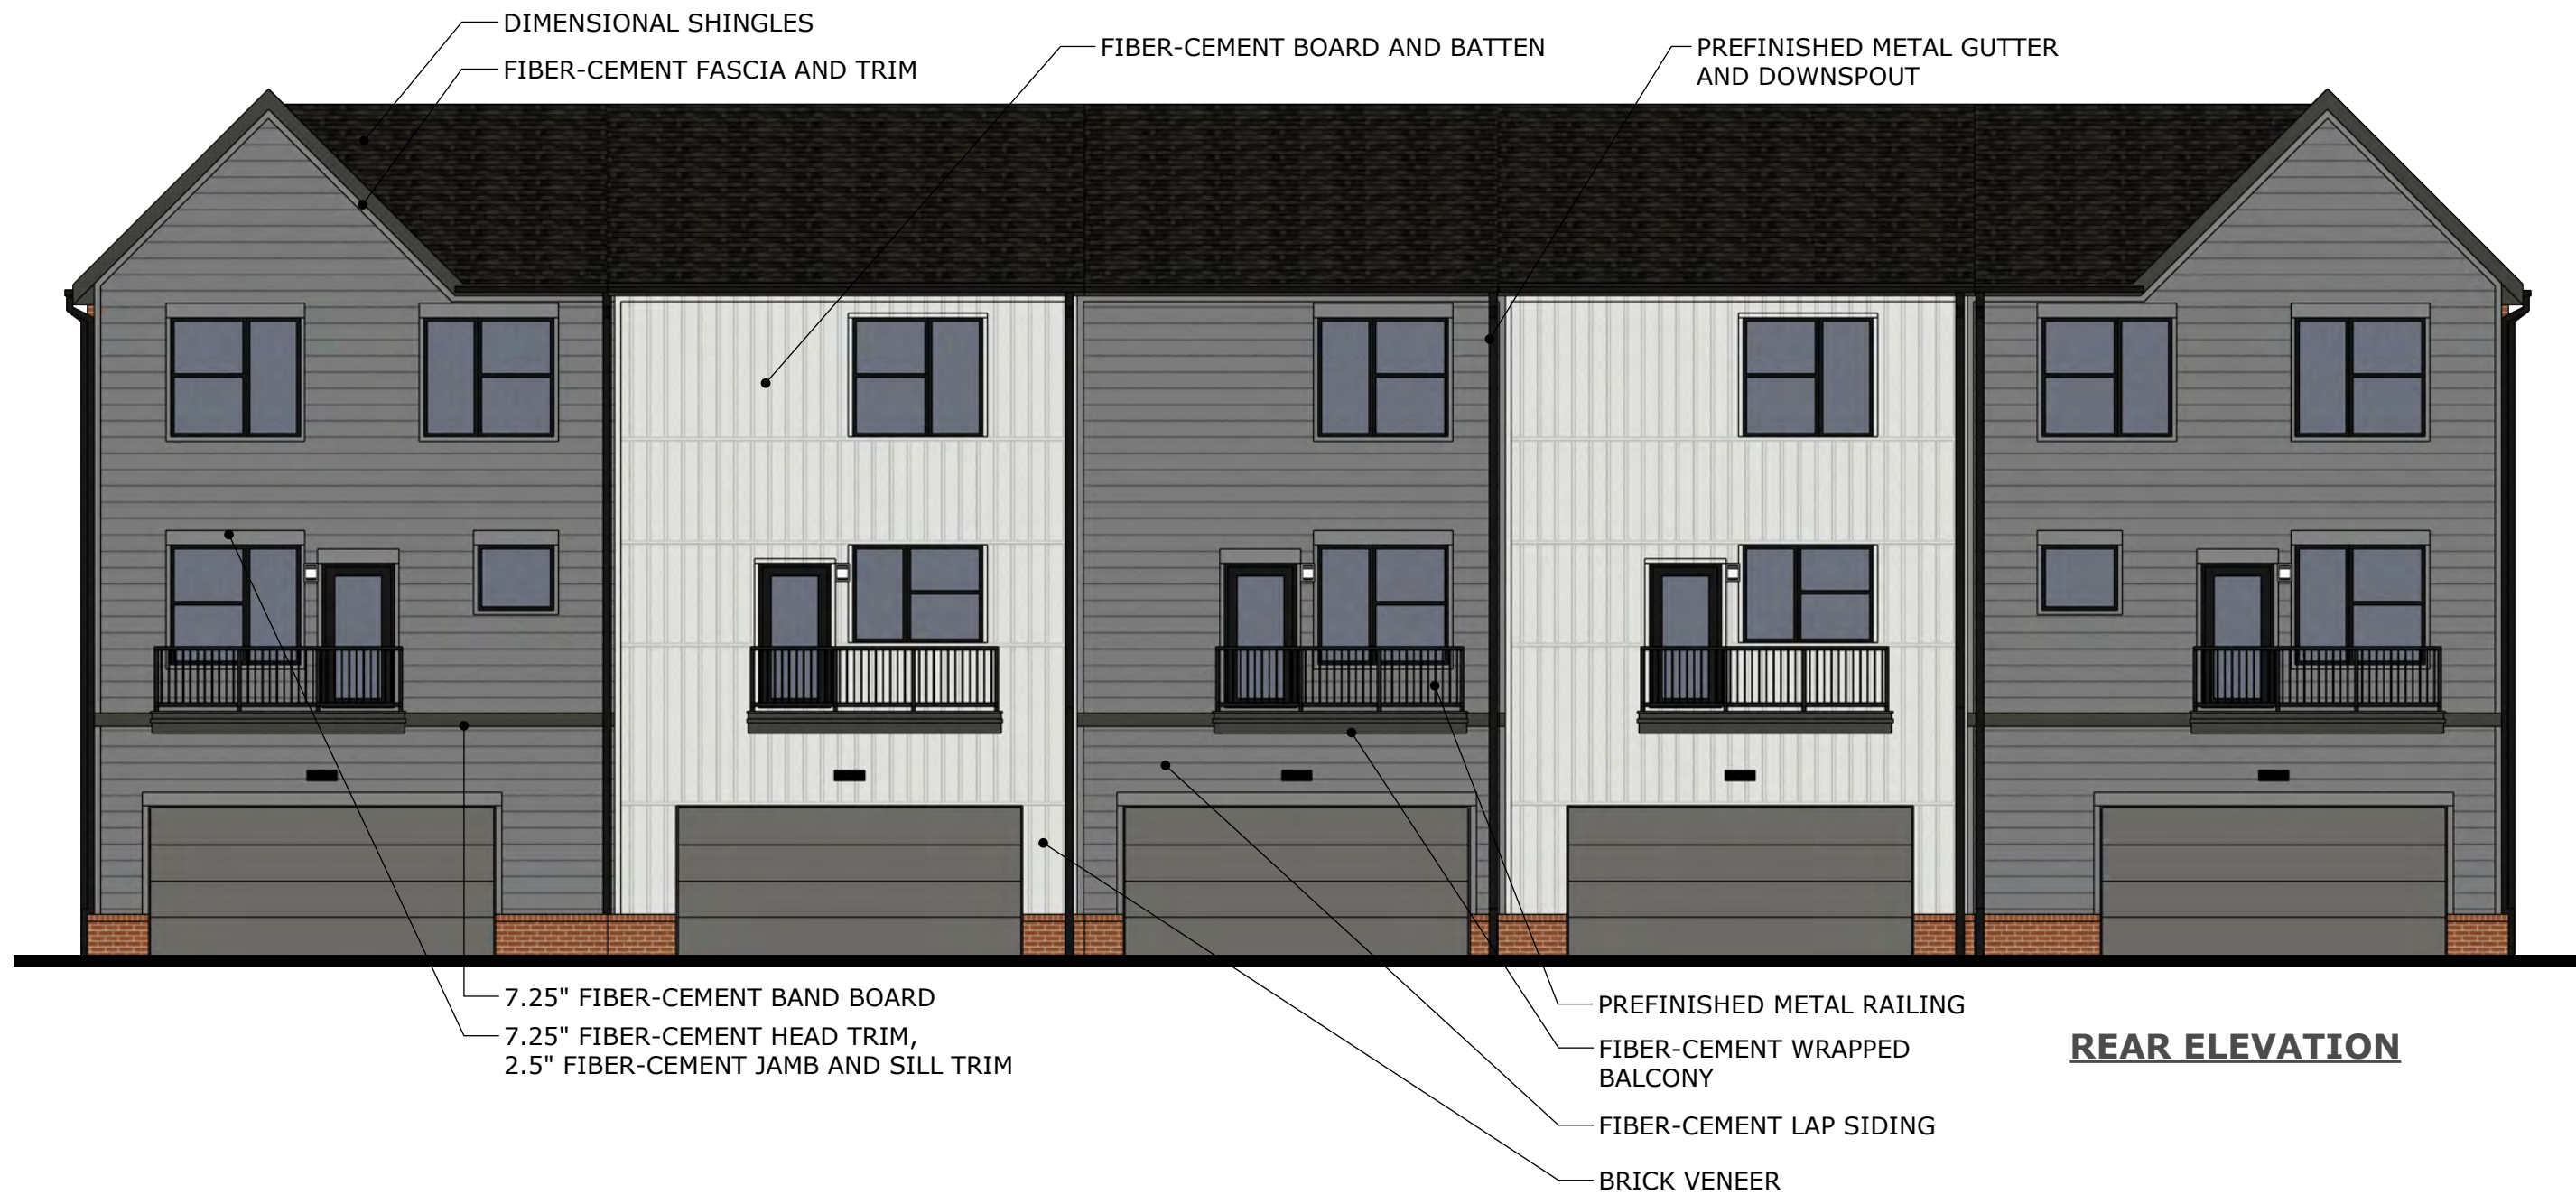 DIMENSIONAL SHINGLES
FIBER-CEMENT FASCIA AND TRIM
FIBER-CEMENT BOARD AND BATTEN
PREFINISHED METAL GUTTER
AND DOWNSPOUT
7.25" FIBER-CEMENT BAND BOARD
7.25" FIBER-CEMENT HEAD TRIM,
2.5" FIBER-CEMENT JAMB AND SILL TRIM
PREFINISHED METAL RAILING
FIBER-CEMENT WRAPPED
BALCONY
FIBER-CEMENT LAP SIDING
BRICK VENEER
REAR ELEVATION